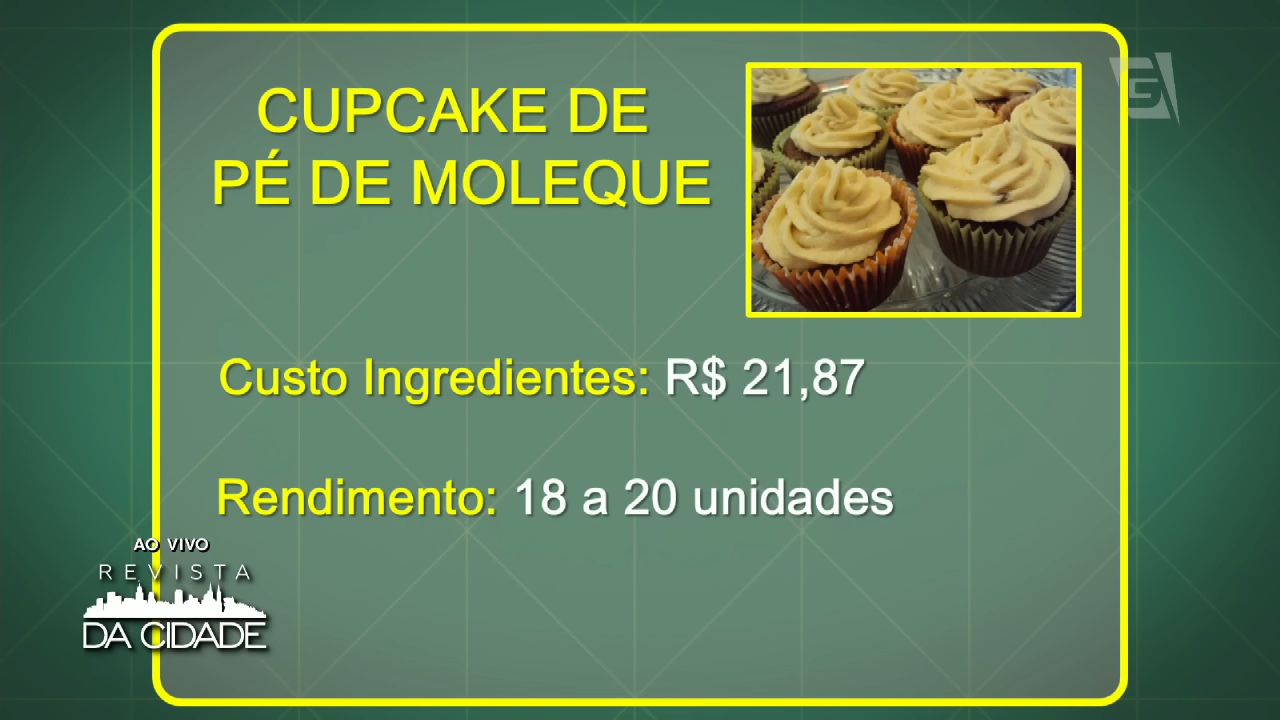 CUPCAKE DE
PÉ DE MOLEQUE
Custo Ingredientes: R$ 21,87
Rendimento: 18 a 20 unidades
AO VIVO
REVISTA
DA CIDADE